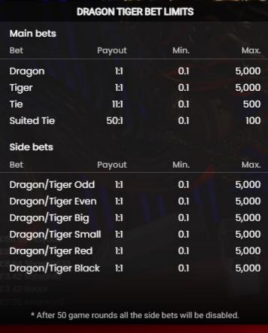 DRAGON TIGER BET LIMITS
Main bets
Bet Payout Min. Max.
Dragon 1:1 0.1 5,000
Tiger 1:1 0.1 5,000
Tie 11:1 0.1 500
Suited Tie 50:1 0.1 100
Side bets
Bet Payout Min. Max.
Dragon/Tiger Odd 1:1 0.1 5,000
Dragon/Tiger Even 1:1 0.1 5,000
Dragon/Tiger Big 1:1 0.1 5,000
Dragon/Tiger Small 1:1 0.1 5,000
Dragon/Tiger Red 1:1 0.1 5,000
Dragon/Tiger Black 1:1 0.1 5,000
* After 50 game rounds all the side bets will be disabled.